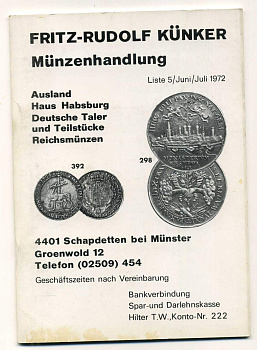 FRITZ-RUDOLF KÜNKER
Münzenhandlung
Liste 5/Juni/Juli 1972
Ausland
Haus Habsburg
Deutsche Taler
und Teilstücke
Reichsmünzen
392
298
4401 Schapdetten bei Münster
Groenwold 12
Telefon (02509) 454
Geschäftszeiten nach Vereinbarung
Bankverbindung
Spar-und Darlehnskasse
Hilter T.W.,Konto-Nr. 222